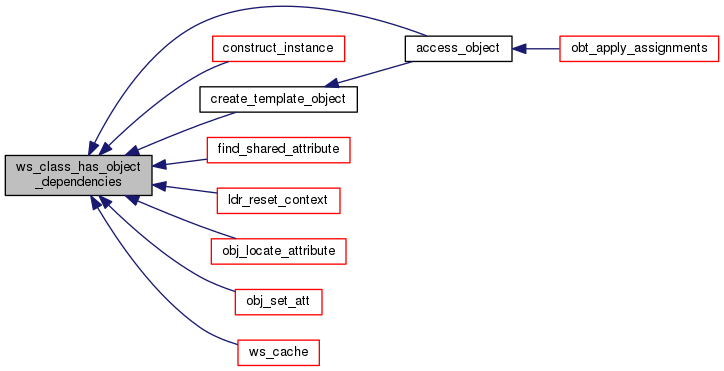 construct_instance
access_object
obt_apply_assignments
create_template_object
find_shared_attribute
ws_class_has_object
_dependencies
ldr_reset_context
obj_locate_attribute
obj_set_att
ws_cache